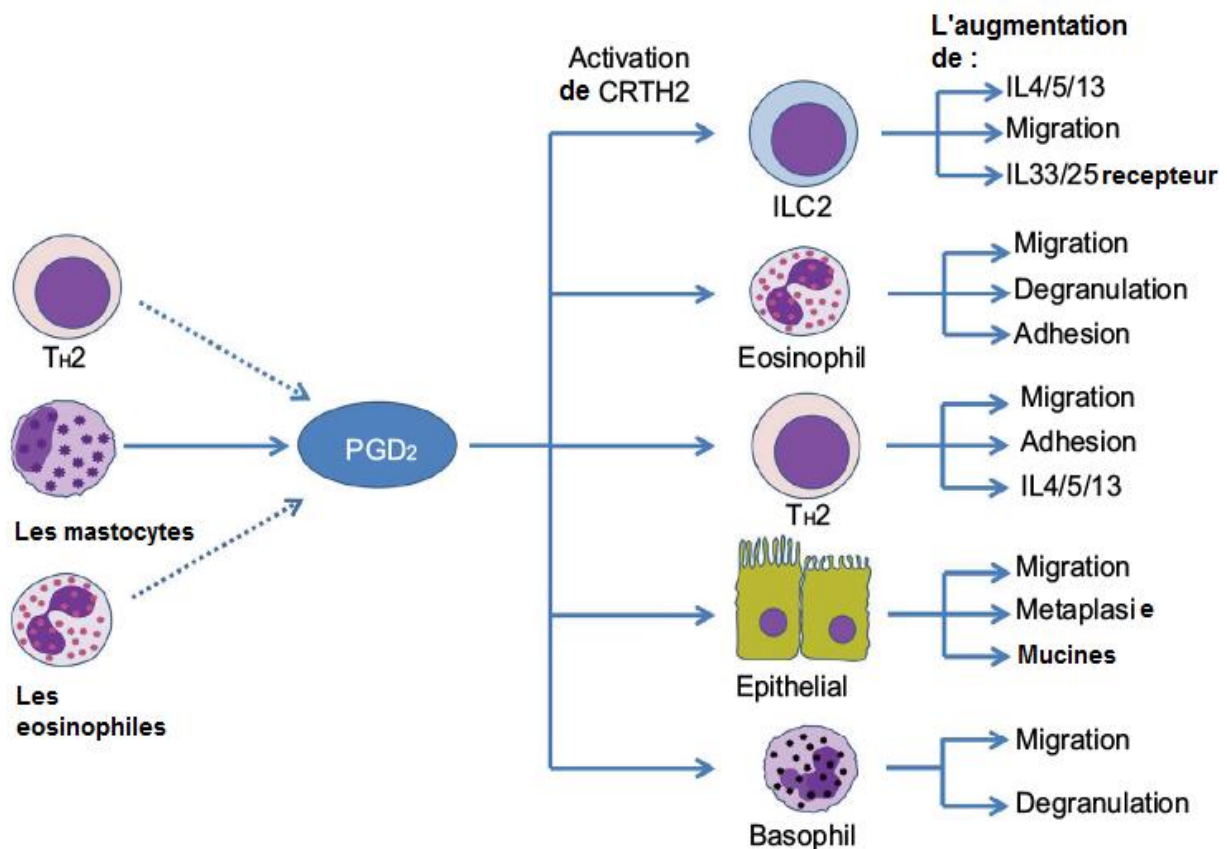 L'augmentation
de :
Activation
de CRTH2
IL4/5/13
Migration
IL33/25 recepteur
ILC2
Migration
Degranulation
Adhesion
Eosinophil
TH2
Les mastocytes
Les
eosinophiles
PGD2
Migration
Adhesion
IL4/5/13
TH2
Migration
Metaplasie
Mucines
Epithelial
Migration
Degranulation
Basophil